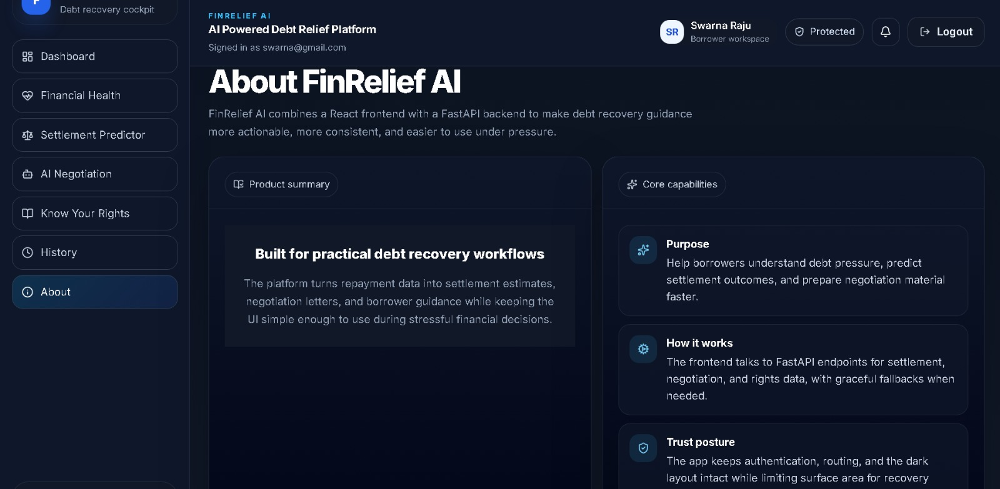 F
Debt recovery cockpit
Dashboard
Financial Health
Settlement Predictor
AI Negotiation
Know Your Rights
History
About
FINRELIEF AI
AI Powered Debt Relief Platform
Signed in as swarna@gmail.com
SR
Swarna Raju
Borrower workspace
Protected
Logout
About FinRelief AI
FinRelief AI combines a React frontend with a FastAPI backend to make debt recovery guidance
more actionable, more consistent, and easier to use under pressure.
Product summary
Built for practical debt recovery workflows
The platform turns repayment data into settlement estimates,
negotiation letters, and borrower guidance while keeping the
UI simple enough to use during stressful financial decisions.
Core capabilities
Purpose
Help borrowers understand debt pressure, predict
settlement outcomes, and prepare negotiation material
faster.
How it works
The frontend talks to FastAPI endpoints for settlement,
negotiation, and rights data, with graceful fallbacks when
needed.
Trust posture
The app keeps authentication, routing, and the dark
layout intact while limiting surface area for recovery